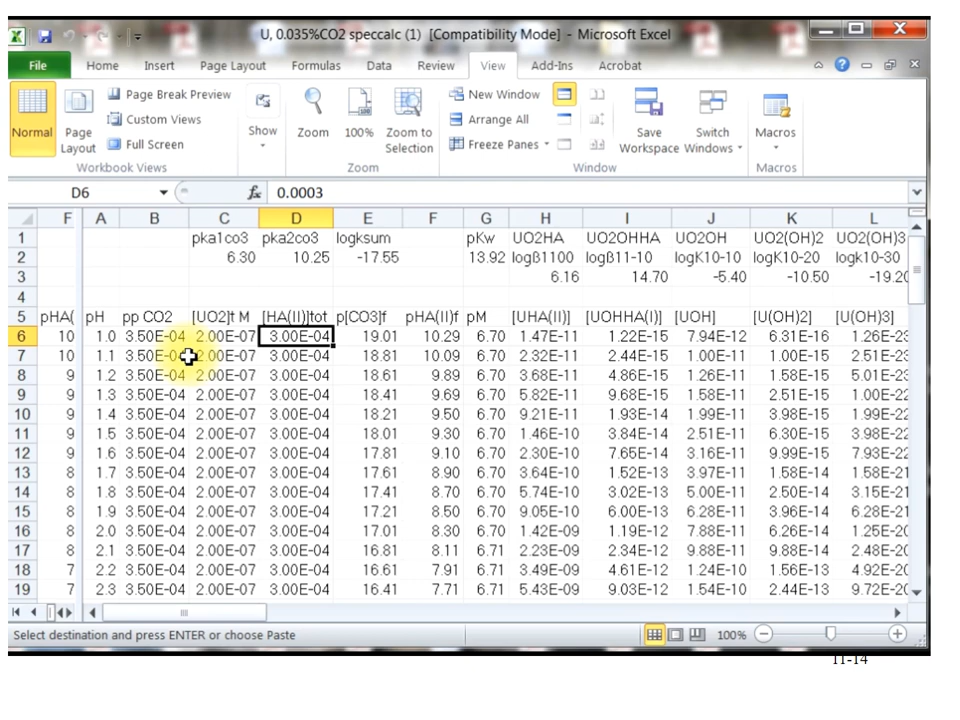 U, 0.035%CO2 speccalc (1) [Compatibility Mode] - Microsoft Excel
File Home Insert Page Layout Formulas Data Review View Add-Ins Acrobat
Normal
Page Layout
Page Break Preview
Custom Views
Full Screen
Workbook Views
Show
Zoom
100%
Zoom to Selection
Zoom
New Window
Arrange All
Freeze Panes
Save Workspace
Switch Windows
Window
Macros
Macros
D6 fx 0.0003
F A B C D E F G H I J K L
1 pka1co3 pka2co3 logksum pKw UO2HA UO2OHHA UO2OH UO2(OH)2 UO2(OH)3
2 6.30 10.25 -17.55 13.92 logß1100 logß11-10 logK10-10 logK10-20 logk10-30
3 6.16 14.70 -5.40 -10.50 -19.20
4
5 pHA( pH pp CO2 [UO2]t M [HA(II)]tot p[CO3]f pHA(II)f pM [UHA(II)] [UOHHA(I)] [UOH] [U(OH)2] [U(OH)3]
6 10 1.0 3.50E-04 2.00E-07 3.00E-04 19.01 10.29 6.70 1.47E-11 1.22E-15 7.94E-12 6.31E-16 1.26E-23
7 10 1.1 3.50E-04 2.00E-07 3.00E-04 18.81 10.09 6.70 2.32E-11 2.44E-15 1.00E-11 1.00E-15 2.51E-23
8 9 1.2 3.50E-04 2.00E-07 3.00E-04 18.61 9.89 6.70 3.68E-11 4.86E-15 1.26E-11 1.58E-15 5.01E-23
9 9 1.3 3.50E-04 2.00E-07 3.00E-04 18.41 9.69 6.70 5.82E-11 9.68E-15 1.58E-11 2.51E-15 1.00E-22
10 9 1.4 3.50E-04 2.00E-07 3.00E-04 18.21 9.50 6.70 9.21E-11 1.93E-14 1.99E-11 3.98E-15 1.99E-22
11 9 1.5 3.50E-04 2.00E-07 3.00E-04 18.01 9.30 6.70 1.46E-10 3.84E-14 2.51E-11 6.30E-15 3.98E-22
12 9 1.6 3.50E-04 2.00E-07 3.00E-04 17.81 9.10 6.70 2.30E-10 7.65E-14 3.16E-11 9.99E-15 7.93E-22
13 8 1.7 3.50E-04 2.00E-07 3.00E-04 17.61 8.90 6.70 3.64E-10 1.52E-13 3.97E-11 1.58E-14 1.58E-21
14 8 1.8 3.50E-04 2.00E-07 3.00E-04 17.41 8.70 6.70 5.74E-10 3.02E-13 5.00E-11 2.50E-14 3.15E-21
15 8 1.9 3.50E-04 2.00E-07 3.00E-04 17.21 8.50 6.70 9.05E-10 6.00E-13 6.28E-11 3.96E-14 6.28E-21
16 8 2.0 3.50E-04 2.00E-07 3.00E-04 17.01 8.30 6.70 1.42E-09 1.19E-12 7.88E-11 6.26E-14 1.25E-20
17 8 2.1 3.50E-04 2.00E-07 3.00E-04 16.81 8.11 6.71 2.23E-09 2.34E-12 9.88E-11 9.88E-14 2.48E-20
18 7 2.2 3.50E-04 2.00E-07 3.00E-04 16.61 7.91 6.71 3.49E-09 4.61E-12 1.24E-10 1.56E-13 4.92E-20
19 7 2.3 3.50E-04 2.00E-07 3.00E-04 16.41 7.71 6.71 5.43E-09 9.03E-12 1.54E-10 2.44E-13 9.72E-20
Select destination and press ENTER or choose Paste 100%
11-14